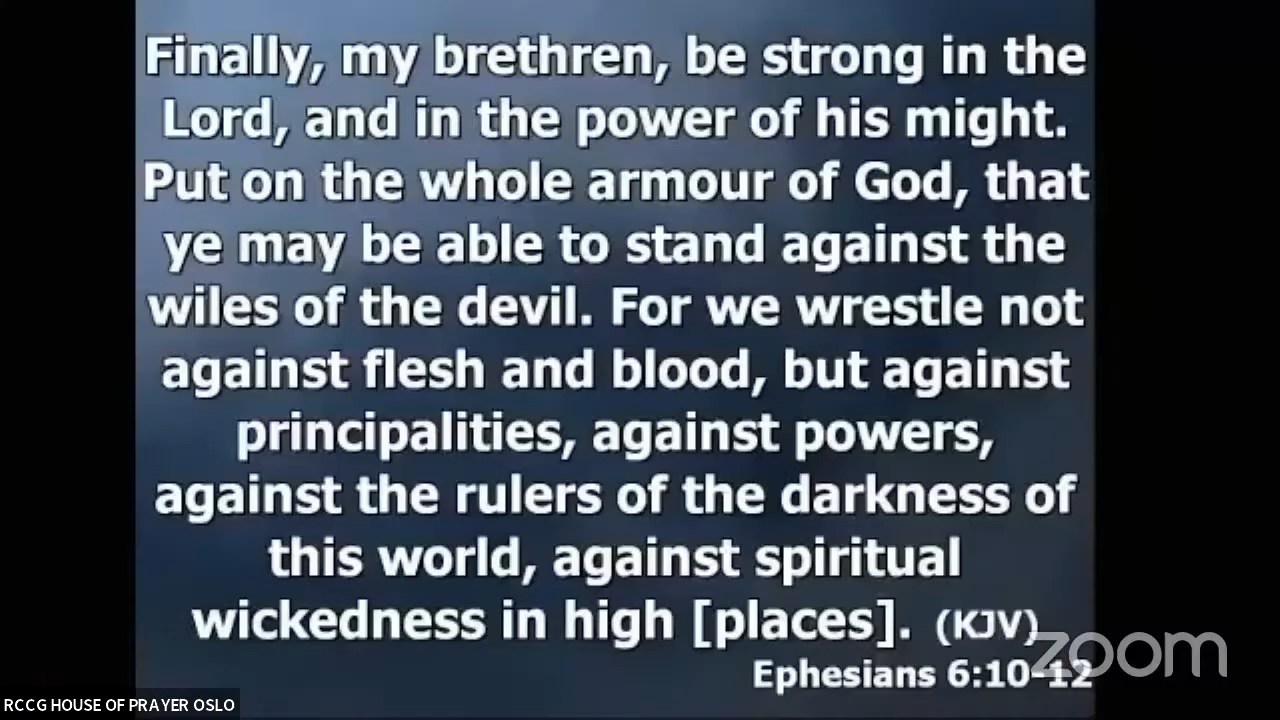 Finally, my brethren, be strong in the
Lord, and in the power of his might.
Put on the whole armour of God, that
ye may be able to stand against the
wiles of the devil. For we wrestle not
against flesh and blood, but against
principalities, against powers,
against the rulers of the darkness of
this world, against spiritual
wickedness in high [places]. (KJV)
Ephesians 6:10-12
zoom
RCCG HOUSE OF PRAYER OSLO